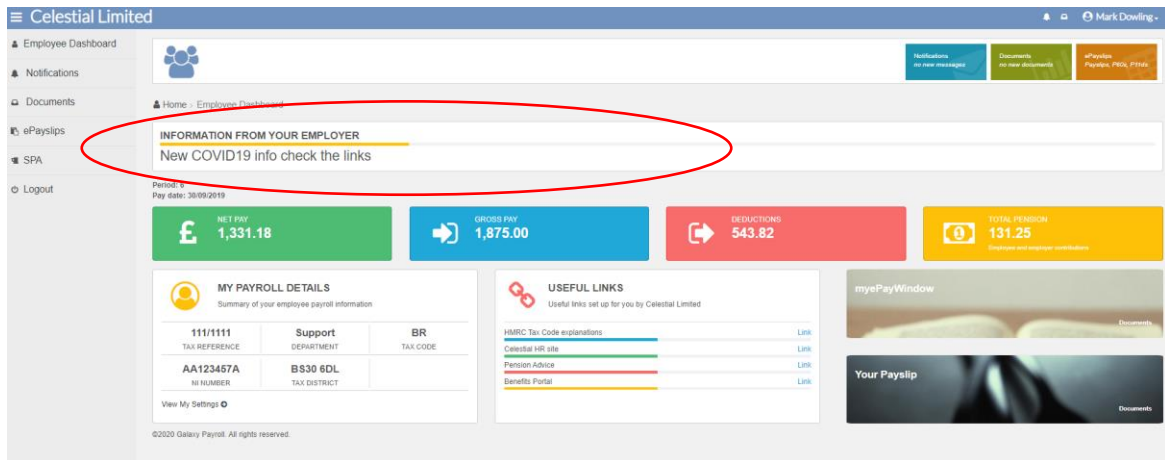 Celestial Limited
Mark Dowling
Employee Dashboard
Notifications
Documents
ePayslips
SPA
Logout
Notifications
no new messages
Documents
no new documents
ePayslips
Payslips, P60s, P11ds
Home > Employee Dashboard
INFORMATION FROM YOUR EMPLOYER
New COVID19 info check the links
Period: 6
Pay date: 30/09/2019
NET PAY
1,331.18
GROSS PAY
1,875.00
DEDUCTIONS
543.82
TOTAL PENSION
131.25
Employee and employer contributions
MY PAYROLL DETAILS
Summary of your employee payroll information
111/1111 Support BR
TAX REFERENCE DEPARTMENT TAX CODE
AA123457A BS30 6DL
NI NUMBER TAX DISTRICT
View My Settings
USEFUL LINKS
Useful links set up for you by Celestial Limited
HMRC Tax Code explanations Link
Celestial HR site Link
Pension Advice Link
Benefits Portal Link
myePayWindow
Documents
Your Payslip
Documents
©2020 Galaxy Payroll. All rights reserved.